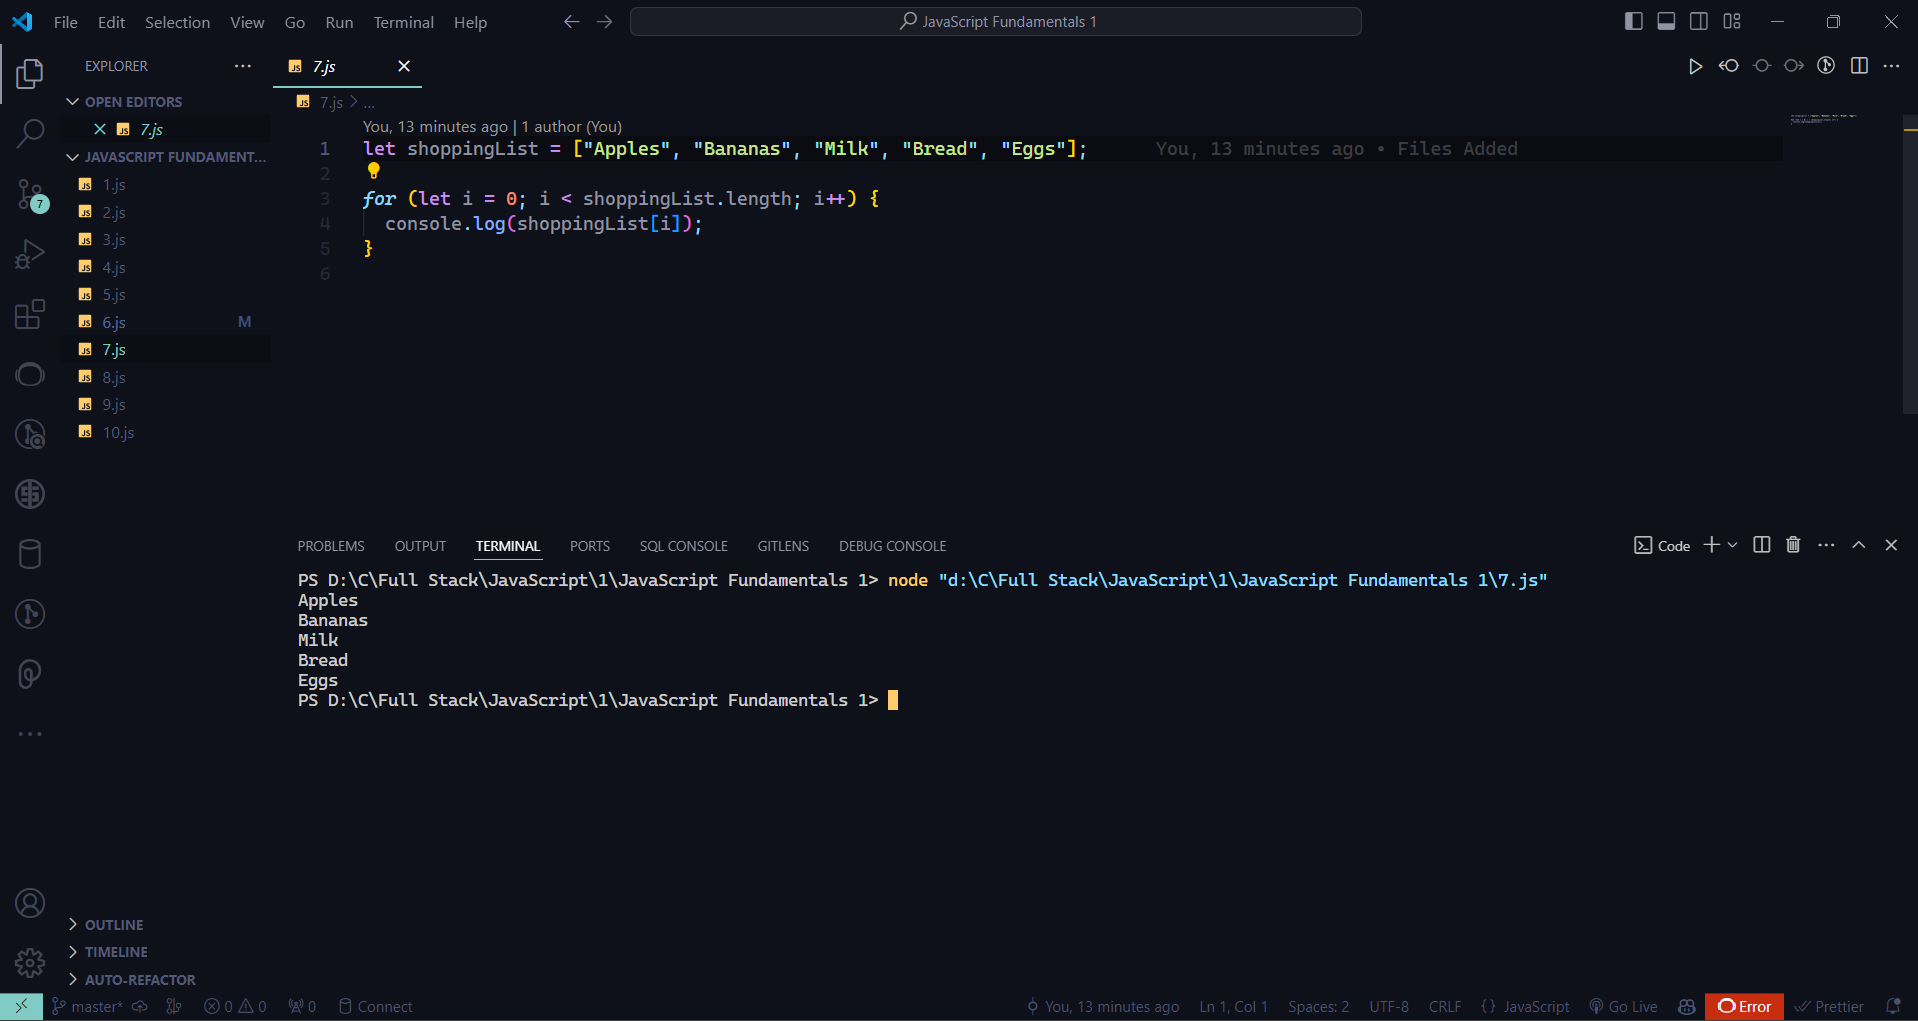 File Edit Selection View Go Run Terminal Help
JavaScript Fundamentals 1
EXPLORER
7.js
OPEN EDITORS
7.js
JAVASCRIPT FUNDAMENT...
1.js
2.js
3.js
4.js
5.js
6.js M
7.js
8.js
9.js
10.js
7
7.js > ...
You, 13 minutes ago | 1 author (You)
1 let shoppingList = ["Apples", "Bananas", "Milk", "Bread", "Eggs"]; You, 13 minutes ago • Files Added
2
3 for (let i = 0; i < shoppingList.length; i++) {
4 console.log(shoppingList[i]);
5 }
6
PROBLEMS OUTPUT TERMINAL PORTS SQL CONSOLE GITLENS DEBUG CONSOLE
Code
PS D:\C\Full Stack\JavaScript\1\JavaScript Fundamentals 1> node "d:\C\Full Stack\JavaScript\1\JavaScript Fundamentals 1\7.js"
Apples
Bananas
Milk
Bread
Eggs
PS D:\C\Full Stack\JavaScript\1\JavaScript Fundamentals 1>
OUTLINE
TIMELINE
AUTO-REFACTOR
master* 0 0 0 Connect You, 13 minutes ago Ln 1, Col 1 Spaces: 2 UTF-8 CRLF {} JavaScript Go Live Error Prettier